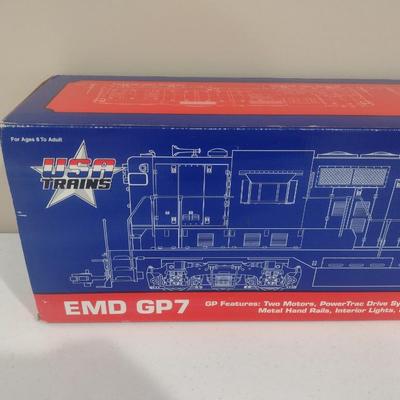 For Ages 8 To Adult
USA
TRAINS
EMD GP7
GP Features: Two Motors, PowerTrac Drive Sy
Metal Hand Rails, Interior Lights,